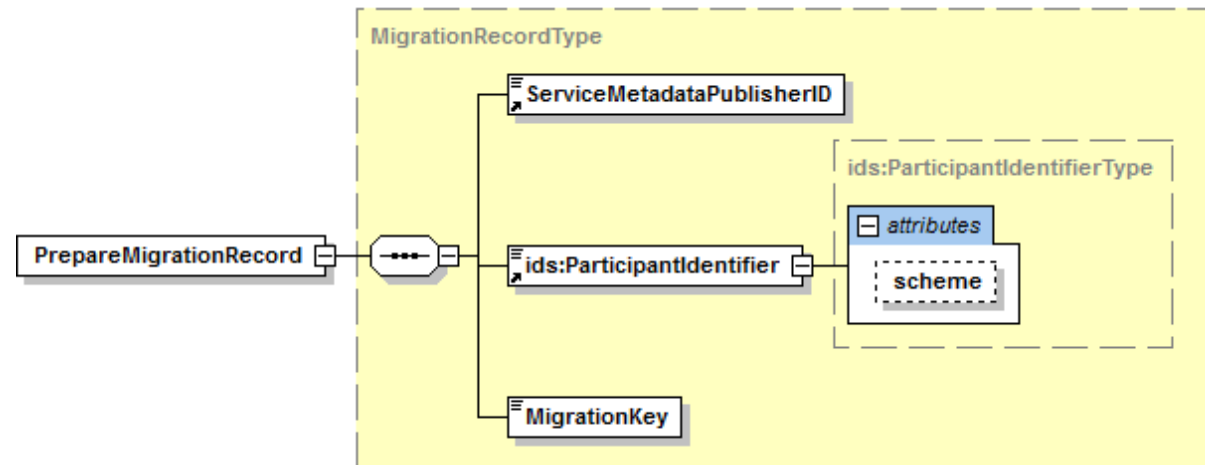 MigrationRecordType
ServiceMetadataPublisherID
ids:ParticipantIdentifierType
attributes
PrepareMigrationRecord
ids:ParticipantIdentifier
scheme
MigrationKey